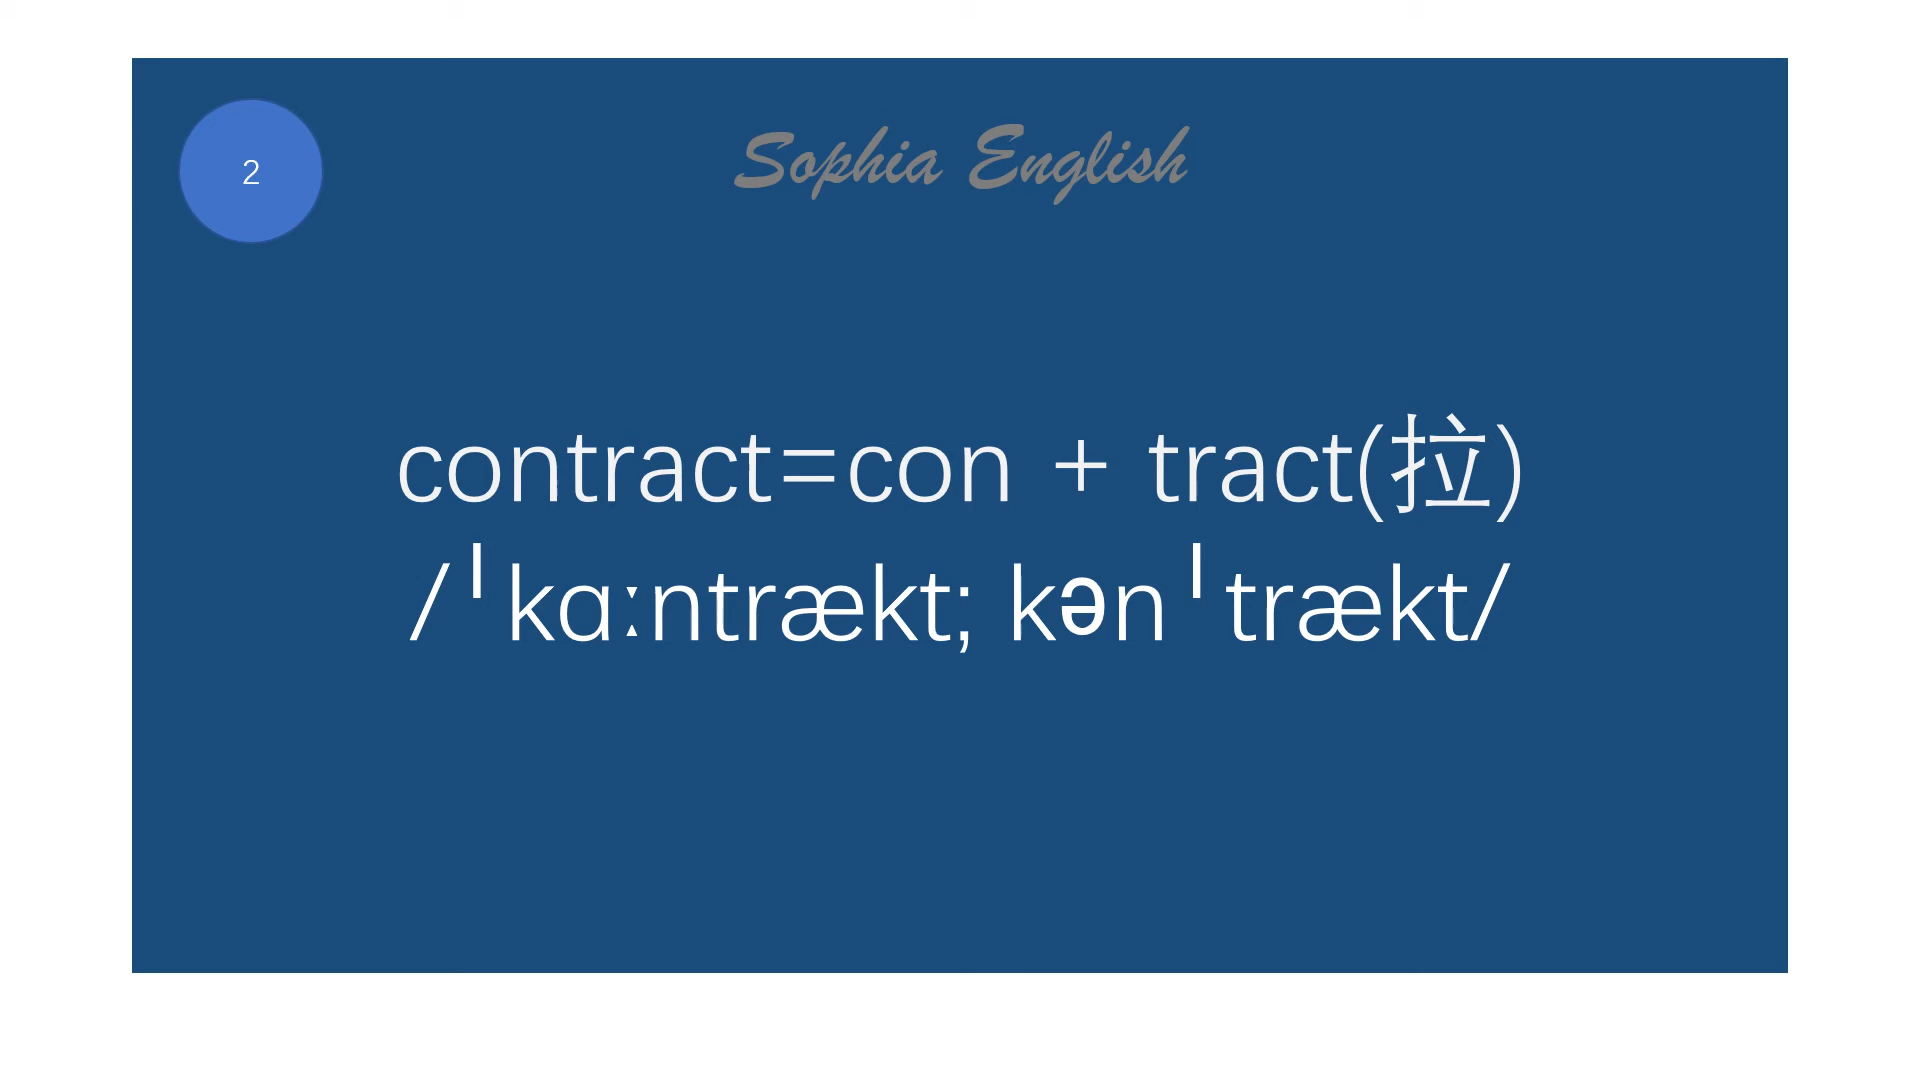 2
Sophia English
contract=con + tract(拉)
/ˈkɑːntrækt; kənˈtrækt/